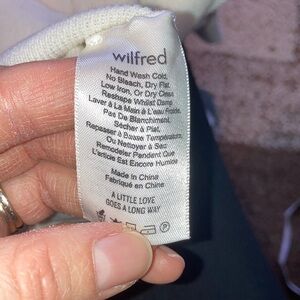 wilfred
Hand Wash Cold,
No Bleach, Dry Flat,
Low Iron, Or Dry Clean
Reshape Whilst Damp
Laver à La Main à L'eau Froide,
Pas De Blanchiment,
Sécher à Plat,
Repasser à Basse Température,
Ou Nettoyer à Sec
Remodeler Pendant Que
L'article Est Encore Humide
Made in China
Fabriqué en Chine
A LITTLE LOVE
GOES A LONG WAY
P